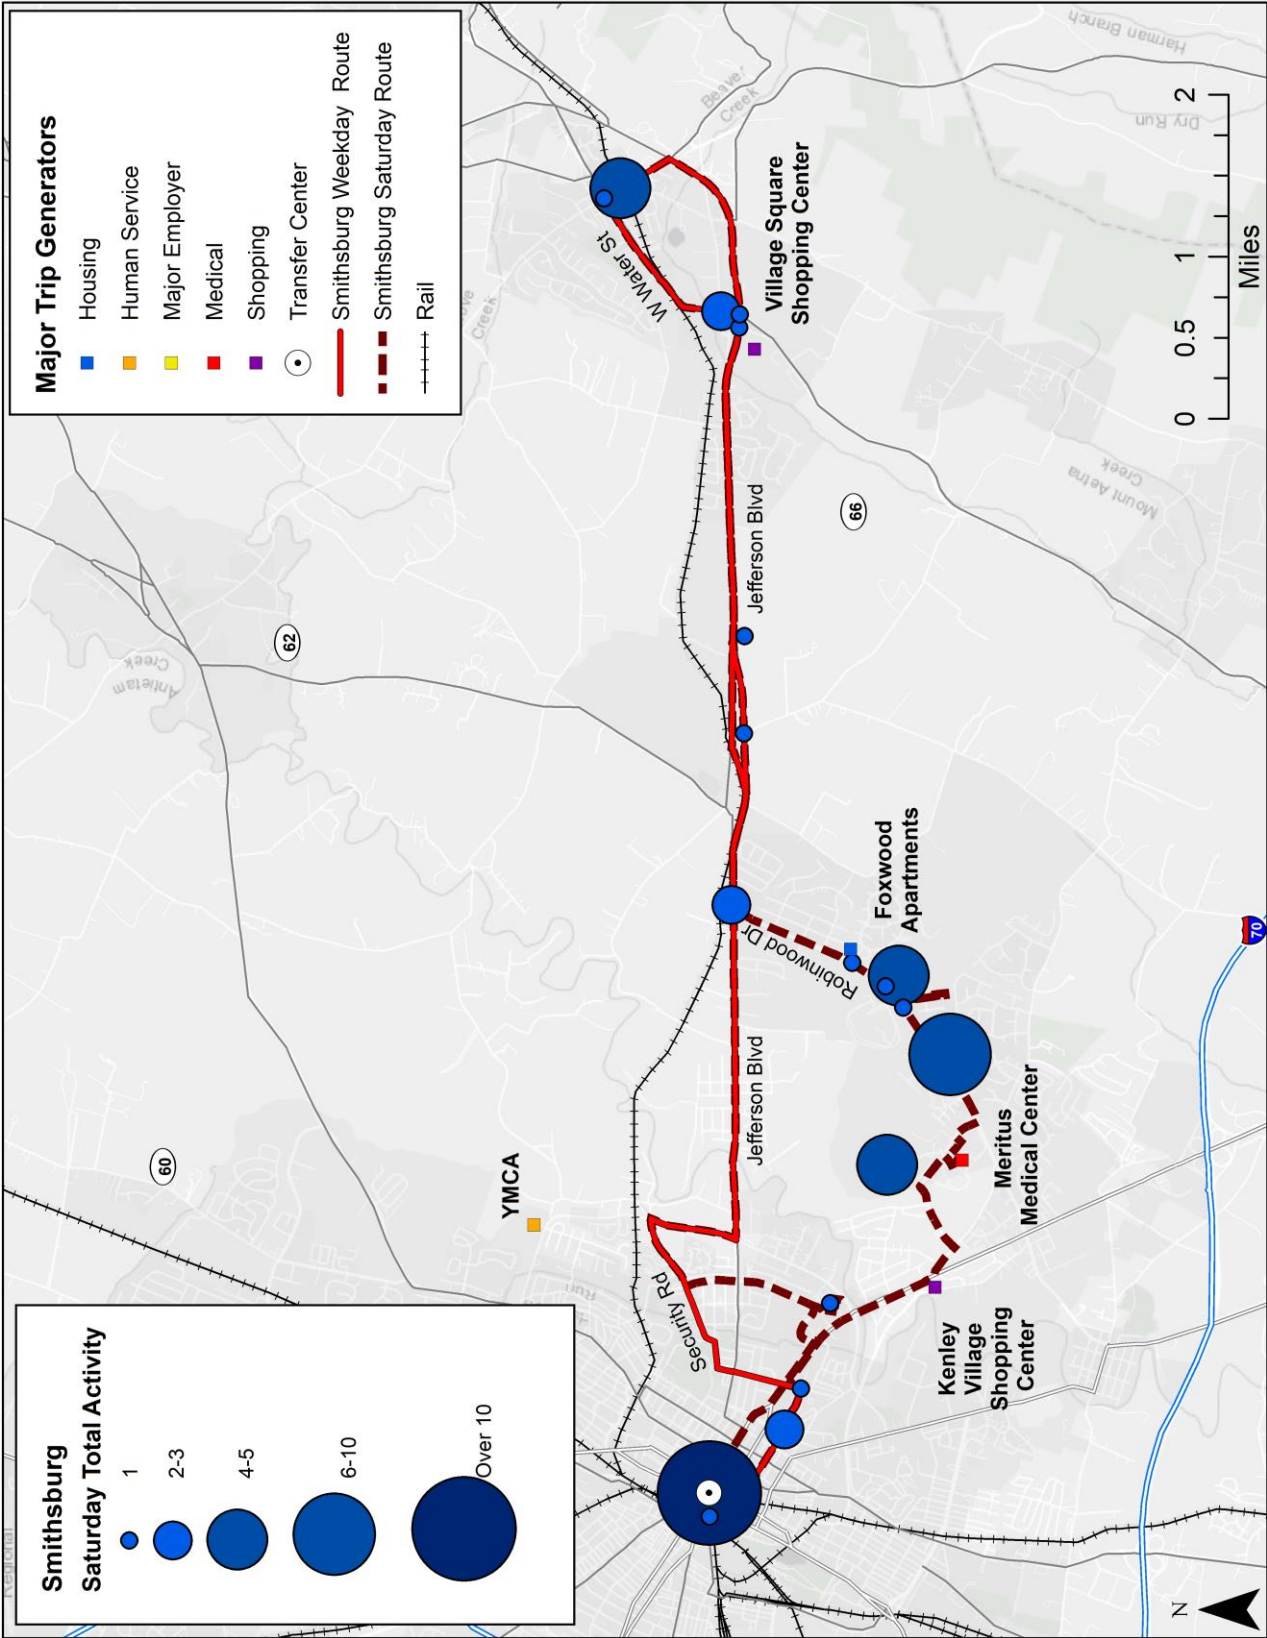 Smithsburg
Saturday Total Activity
1
2-3
4-5
6-10
Over 10
Major Trip Generators
Housing
Human Service
Major Employer
Medical
Shopping
Transfer Center
Smithsburg Weekday Route
Smithsburg Saturday Route
Rail
Regional
60
62
Antietam
Creek
Creek
YMCA
Run
Security Rd
W Water St
Beaver
Creek
Harman Branch
Dry Run
Jefferson Blvd
Jefferson Blvd
Robinwood Dr
66
Village Square
Shopping Center
Foxwood
Apartments
Meritus
Medical Center
Kenley
Village
Shopping
Center
Mount Aetna
Creek
70
N
0 0.5 1 2
Miles